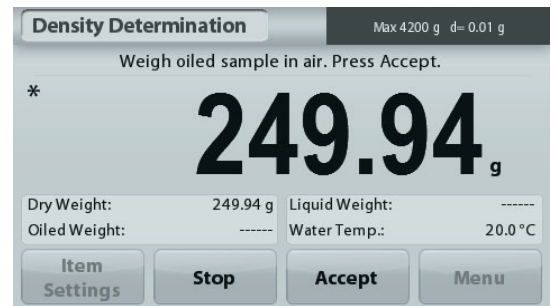 Density Determination Max 4200 g d= 0.01 g
Weigh oiled sample in air. Press Accept.
*
249.94 g
Dry Weight: 249.94 g Liquid Weight: ------
Oiled Weight: ------ Water Temp.: 20.0 °C
Item Settings Stop Accept Menu